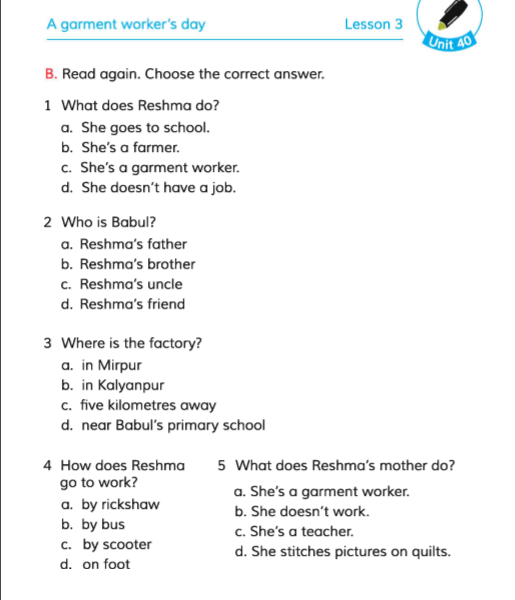 A garment worker's day
Lesson 3
Unit 40
B. Read again. Choose the correct answer.
1 What does Reshma do?
a. She goes to school.
b. She's a farmer.
c. She's a garment worker.
d. She doesn't have a job.
2 Who is Babul?
a. Reshma's father
b. Reshma's brother
c. Reshma's uncle
d. Reshma's friend
3 Where is the factory?
a. in Mirpur
b. in Kalyanpur
c. five kilometres away
d. near Babul's primary school
4 How does Reshma
go to work?
a. by rickshaw
b. by bus
c. by scooter
d. on foot
5 What does Reshma's mother do?
a. She's a garment worker.
b. She doesn't work.
c. She's a teacher.
d. She stitches pictures on quilts.